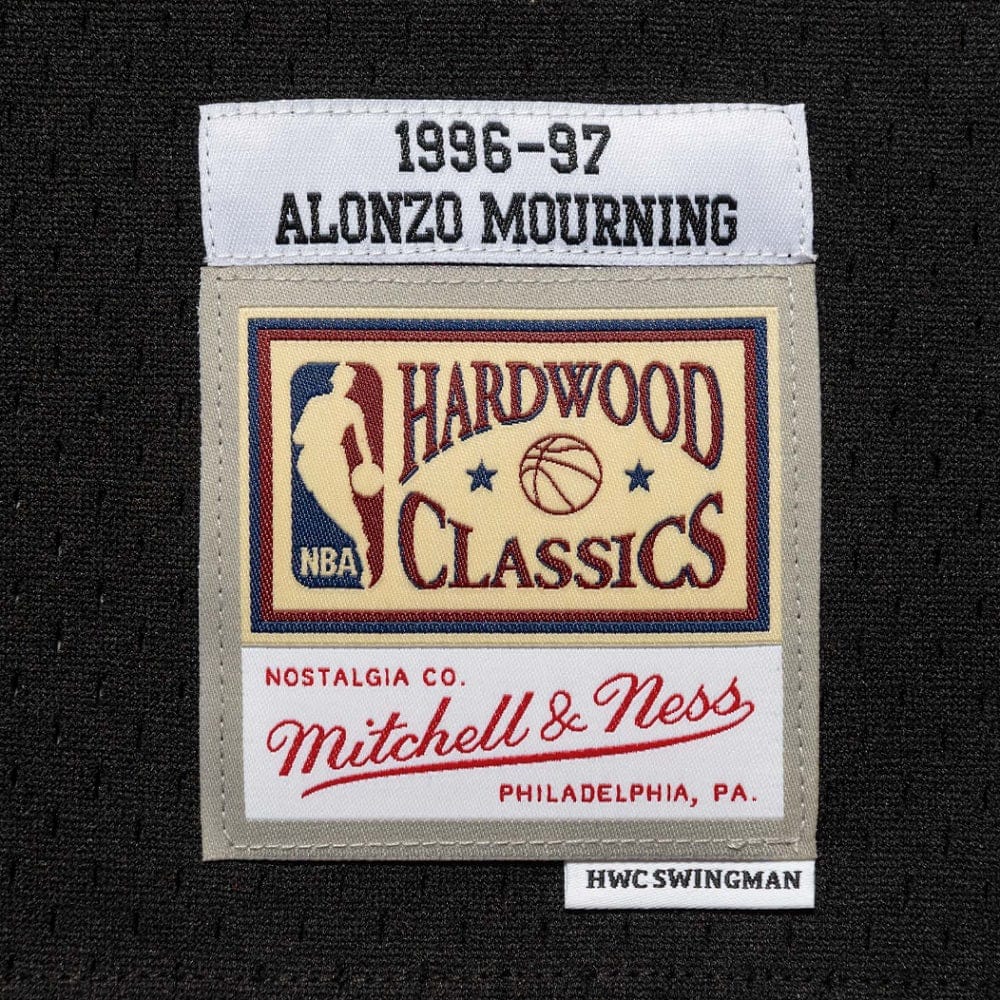 1996-97
ALONZO MOURNING
HARDWOOD
CLASSICS
NBA
NOSTALGIA CO.
Mitchell & Ness
PHILADELPHIA, PA.
HWC SWINGMAN